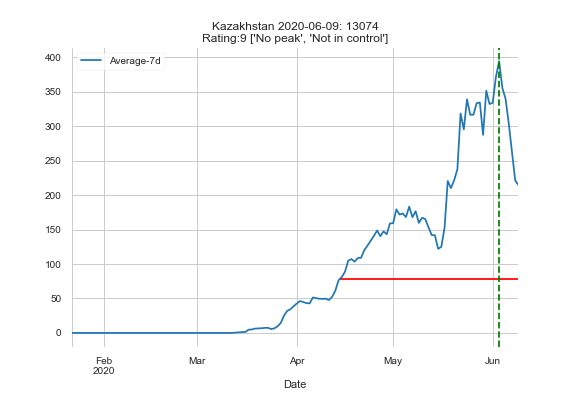 Kazakhstan 2020-06-09: 13074
Rating:9 ['No peak', 'Not in control']
Average-7d
400
350
300
250
200
150
100
50
0
Feb
2020
Mar
Apr
May
Jun
Date